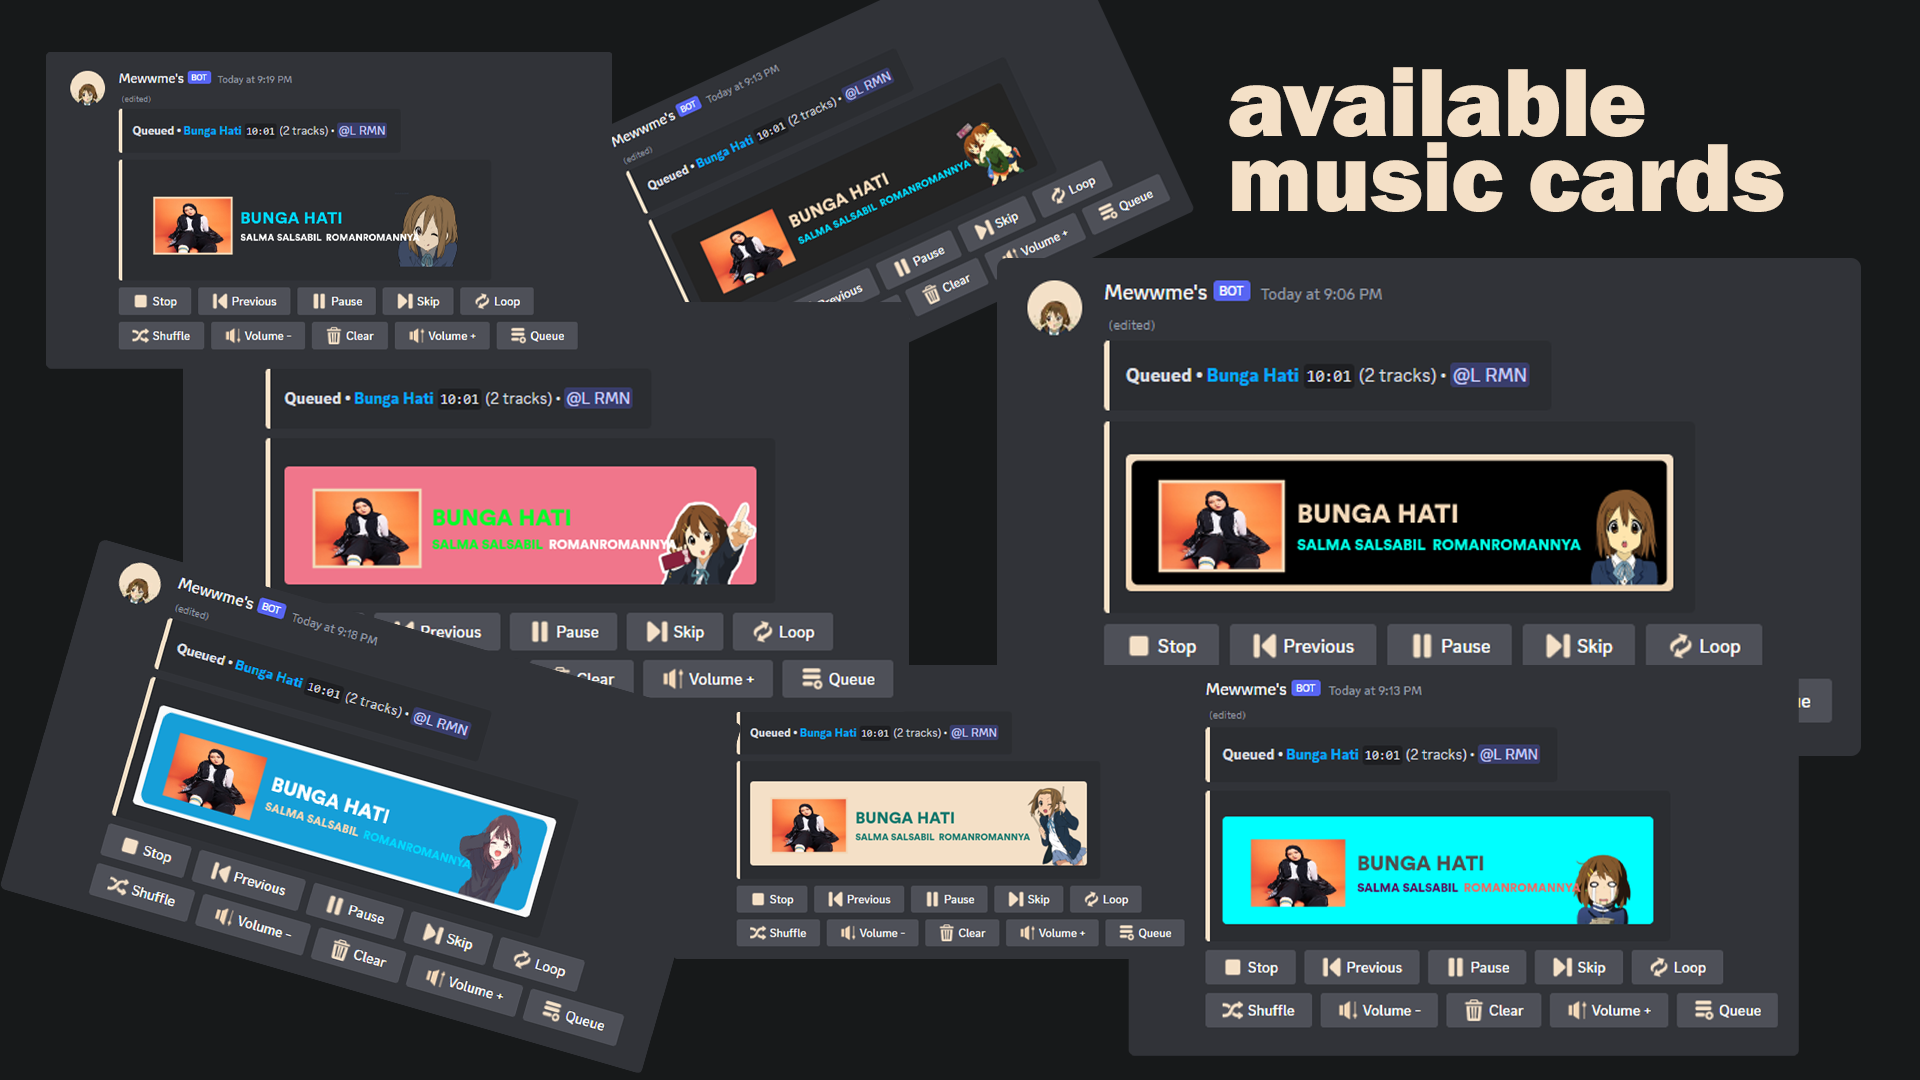 available
music cards
Mewwme's BOT Today at 9:19 PM
(edited)
Queued • Bunga Hati 10:01 (2 tracks) • @L RMN
BUNGA HATI
SALMA SALSABIL ROMANROMANNYA
Stop Previous Pause Skip Loop
Shuffle Volume - Clear Volume + Queue
Mewwme's BOT Today at 9:13 PM
(edited)
Queued • Bunga Hati 10:01 (2 tracks) • @L RMN
BUNGA HATI
SALMA SALSABIL ROMANROMANNYA
Pause Skip Loop
Clear Volume + Queue
Mewwme's BOT Today at 9:06 PM
(edited)
Queued • Bunga Hati 10:01 (2 tracks) • @L RMN
BUNGA HATI
SALMA SALSABIL ROMANROMANNYA
Stop Previous Pause Skip Loop
Queued • Bunga Hati 10:01 (2 tracks) • @L RMN
BUNGA HATI
SALMA SALSABIL ROMANROMANNYA
Previous Pause Skip Loop
Clear Volume + Queue
Mewwme's BOT Today at 9:18 PM
(edited)
Queued • Bunga Hati 10:01 (2 tracks) • @L RMN
BUNGA HATI
SALMA SALSABIL ROMANROMANNYA
Stop Previous Pause Skip Loop
Shuffle Volume - Clear Volume + Queue
Queued • Bunga Hati 10:01 (2 tracks) • @L RMN
BUNGA HATI
SALMA SALSABIL ROMANROMANNYA
Stop Previous Pause Skip Loop
Shuffle Volume - Clear Volume + Queue
Mewwme's BOT Today at 9:13 PM
(edited)
Queued • Bunga Hati 10:01 (2 tracks) • @L RMN
BUNGA HATI
SALMA SALSABIL ROMANROMANNYA
Stop Previous Pause Skip Loop
Shuffle Volume - Clear Volume + Queue